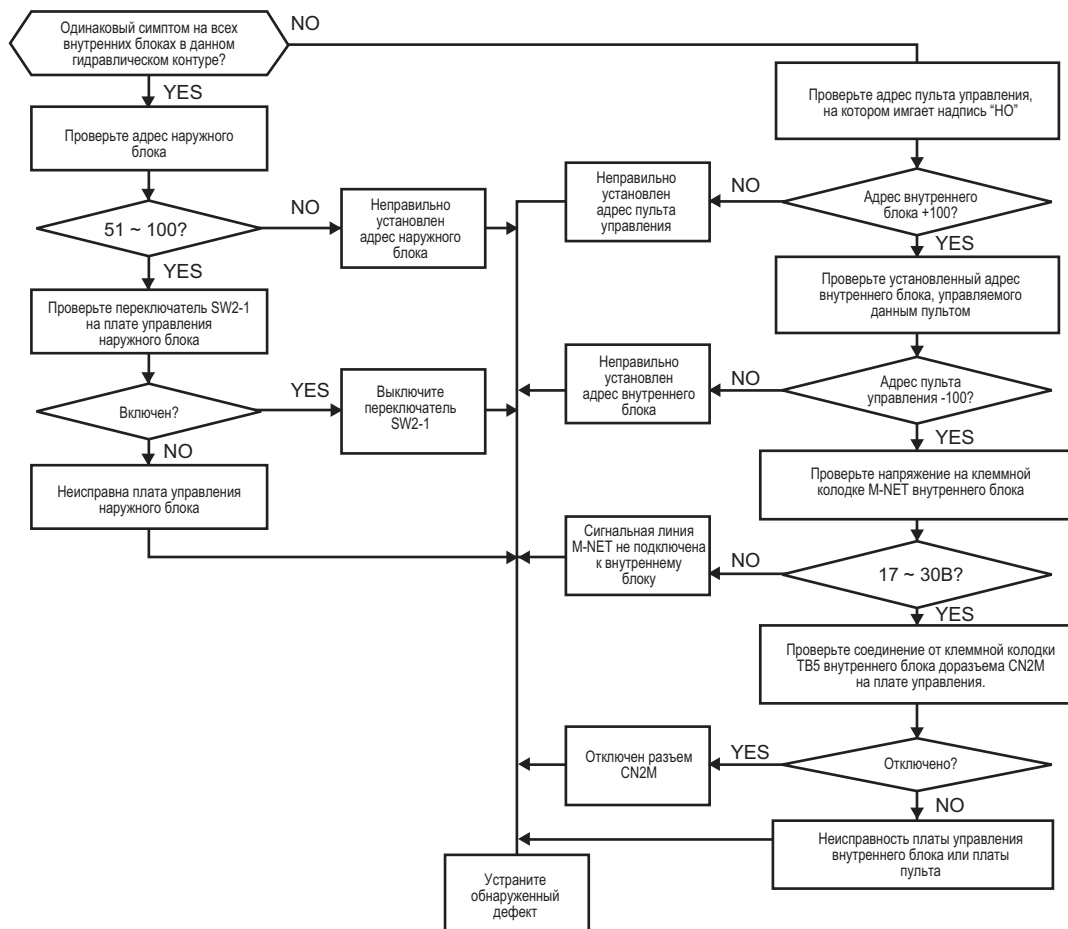 Одинаковый симптом на всех
внутренних блоках в данном
гидравлическом контуре?
NO
YES
Проверьте адрес наружного
блока
51 ~ 100?
NO
Неправильно
установлен
адрес наружного
блока
YES
Проверьте переключатель SW2-1
на плате управления
наружного блока
Включен?
YES
Выключите
переключатель
SW2-1
NO
Неисправна плата управления
наружного блока
Проверьте адрес пульта управления,
на котором имгает надпись “HO”
Адрес внутреннего
блока +100?
NO
Неправильно
установлен
адрес пульта
управления
YES
Проверьте установленный адрес
внутреннего блока, управляемого
данным пультом
Адрес пульта
управления -100?
NO
Неправильно
установлен
адрес внутреннего
блока
YES
Проверьте напряжение на клеммной
колодке M-NET внутреннего блока
17 ~ 30В?
NO
Сигнальная линия
M-NET не подключена
к внутреннему
блоку
YES
Проверьте соединение от клеммной колодки
TB5 внутреннего блока доразъема CN2M
на плате управления.
Отключено?
YES
Отключен разъем
CN2M
NO
Неисправность платы управления
внутреннего блока или платы
пульта
Устраните
обнаруженный
дефект